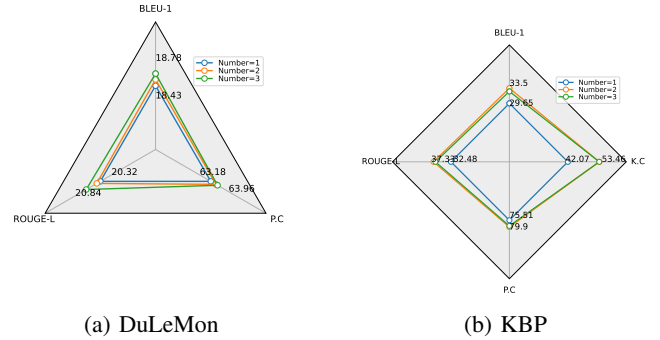 BLEU-1
18.78
Number=1
Number=2
Number=3
18.43
20.32
63.18
20.84
63.96
ROUGE-L
P.C
(a) DuLeMon
BLEU-1
33.5
Number=1
Number=2
Number=3
29.65
ROUGE-L
37.33
32.48
42.07
53.46
K.C
75.51
79.9
P.C
(b) KBP